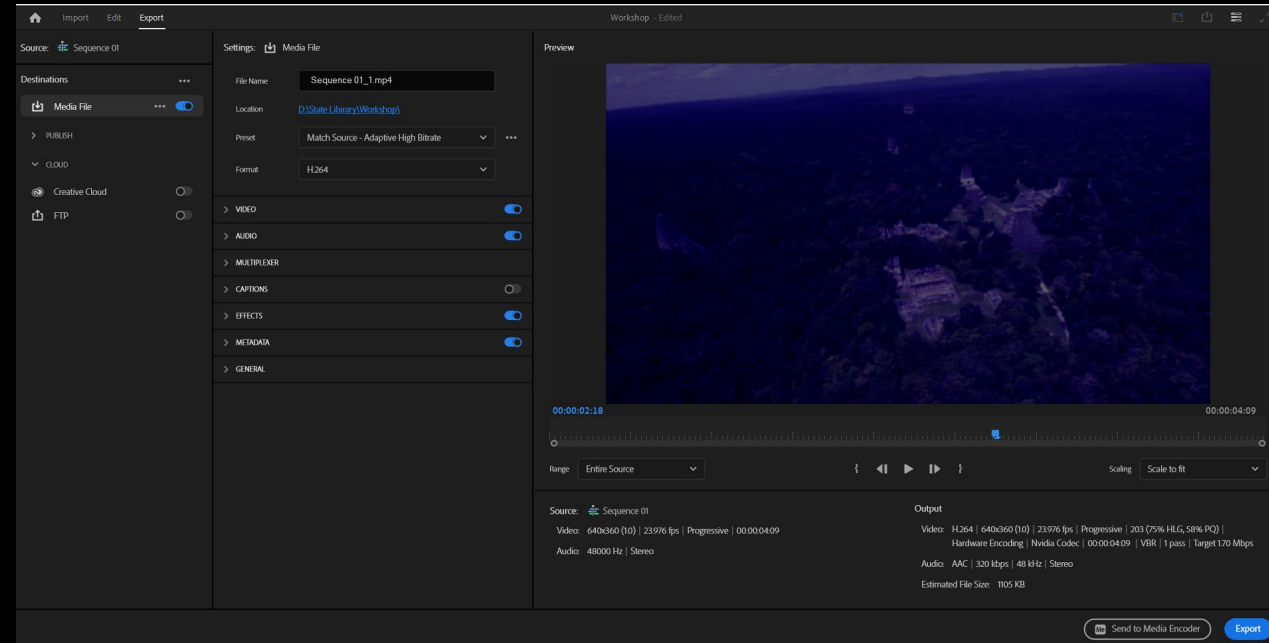 Import Edit Export
Workshop - Edited
Source: Sequence 01
Destinations
Media File
PUBLISH
CLOUD
Creative Cloud
FTP
Settings: Media File
File Name Sequence 01_1.mp4
Location D:\State Libirary\Workshop\
Preset Match Source - Adaptive High Bitrate
Format H.264
VIDEO
AUDIO
MULTIPLEXER
CAPTIONS
EFFECTS
METADATA
GENERAL
Preview
00:00:02:18 00:00:04:09
Range Entire Source Scaling Scale to fit
Source: Sequence 01
Video: 640x360 (1.0) | 23.976 fps | Progressive | 00:00:04:09
Audio: 48000 Hz | Stereo
Output
Video: H.264 | 640x360 (1.0) | 23.976 fps | Progressive | 203 (75% HLG, 58% PQ) |
Hardware Encoding | Nvidia Codec | 00:00:04:09 | VBR | 1 pass | Target 1.70 Mbps
Audio: AAC | 320 kbps | 48 kHz | Stereo
Estimated File Size: 1105 KB
Me Send to Media Encoder Export